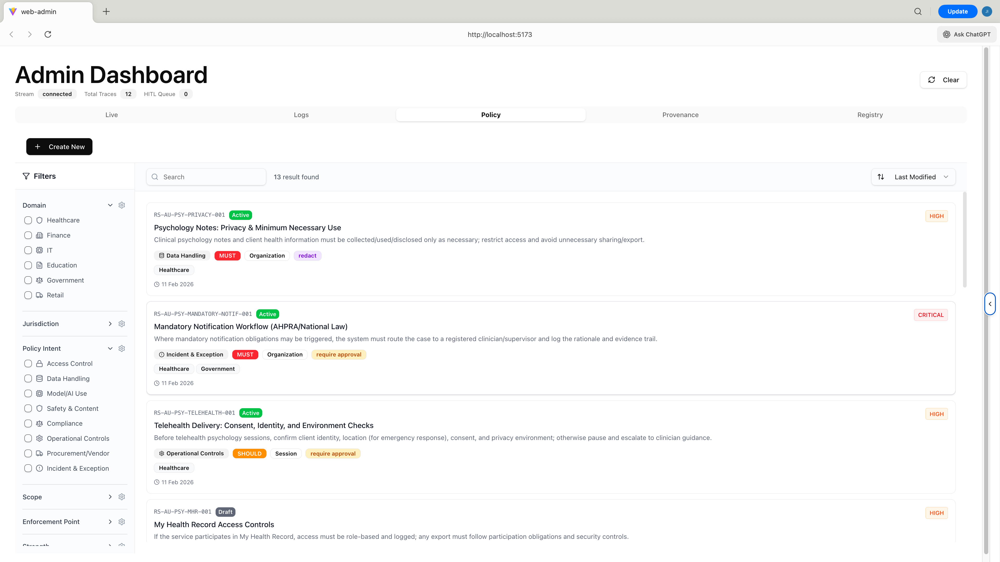 web-admin
Update
JI
http://localhost:5173
Ask ChatGPT
Admin Dashboard
Clear
Stream connected Total Traces 12 HITL Queue 0
Live Logs Policy Provenance Registry
Create New
Filters
Domain
Healthcare
Finance
IT
Education
Government
Retail
Jurisdiction
Policy Intent
Access Control
Data Handling
Model/AI Use
Safety & Content
Compliance
Operational Controls
Procurement/Vendor
Incident & Exception
Scope
Enforcement Point
Strength
Search 13 result found Last Modified
RS-AU-PSY-PRIVACY-001 Active HIGH
Psychology Notes: Privacy & Minimum Necessary Use
Clinical psychology notes and client health information must be collected/used/disclosed only as necessary; restrict access and avoid unnecessary sharing/export.
Data Handling MUST Organization redact
Healthcare
11 Feb 2026
RS-AU-PSY-MANDATORY-NOTIF-001 Active CRITICAL
Mandatory Notification Workflow (AHPRA/National Law)
Where mandatory notification obligations may be triggered, the system must route the case to a registered clinician/supervisor and log the rationale and evidence trail.
Incident & Exception MUST Organization require approval
Healthcare Government
11 Feb 2026
RS-AU-PSY-TELEHEALTH-001 Active HIGH
Telehealth Delivery: Consent, Identity, and Environment Checks
Before telehealth psychology sessions, confirm client identity, location (for emergency response), consent, and privacy environment; otherwise pause and escalate to clinician guidance.
Operational Controls SHOULD Session require approval
Healthcare
11 Feb 2026
RS-AU-PSY-MHR-001 Draft HIGH
My Health Record Access Controls
If the service participates in My Health Record, access must be role-based and logged; any export must follow participation obligations and security controls.